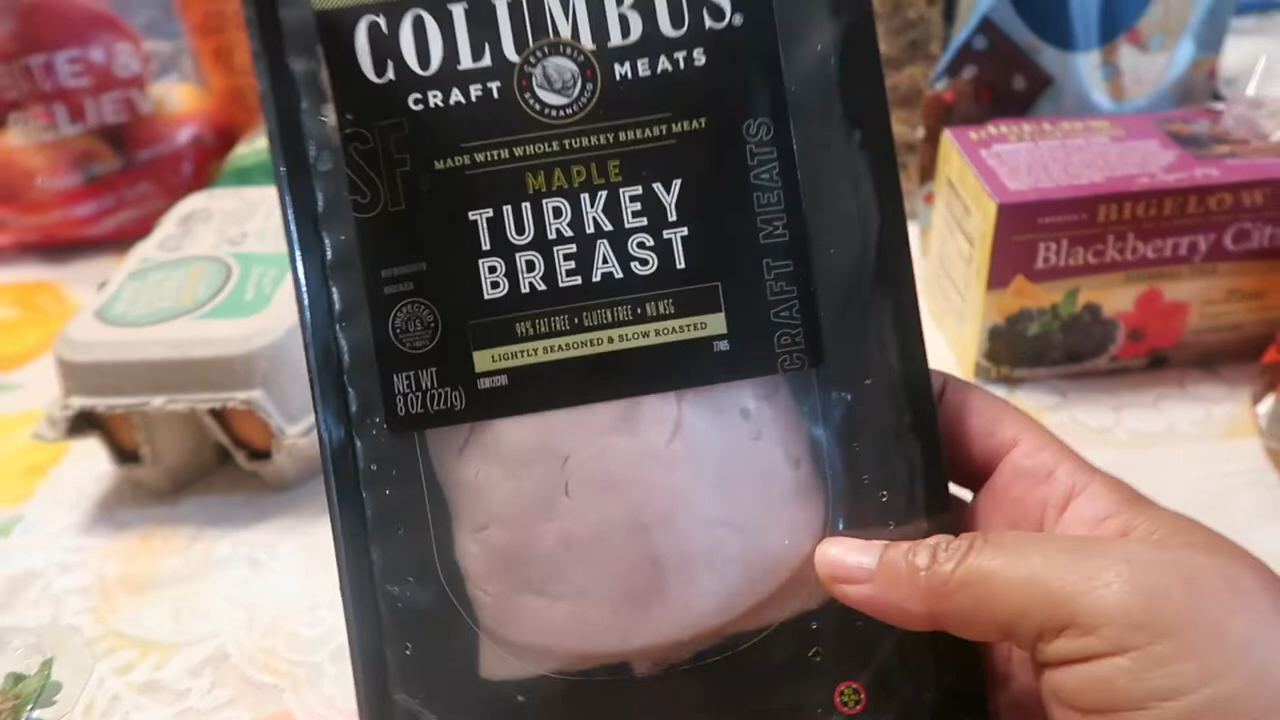 COLUMBUS®
CRAFT MEATS
EST. 1917
SAN FRANCISCO
MADE WITH WHOLE TURKEY BREAST MEAT
SF
MAPLE
TURKEY
BREAST
CRAFT MEATS
INSPECTED
U.S.
99% FAT FREE • GLUTEN FREE • NO MSG
LIGHTLY SEASONED & SLOW ROASTED
NET WT
8 OZ (227g)
BIGELOW
BIGELOW
Blackberry Cit